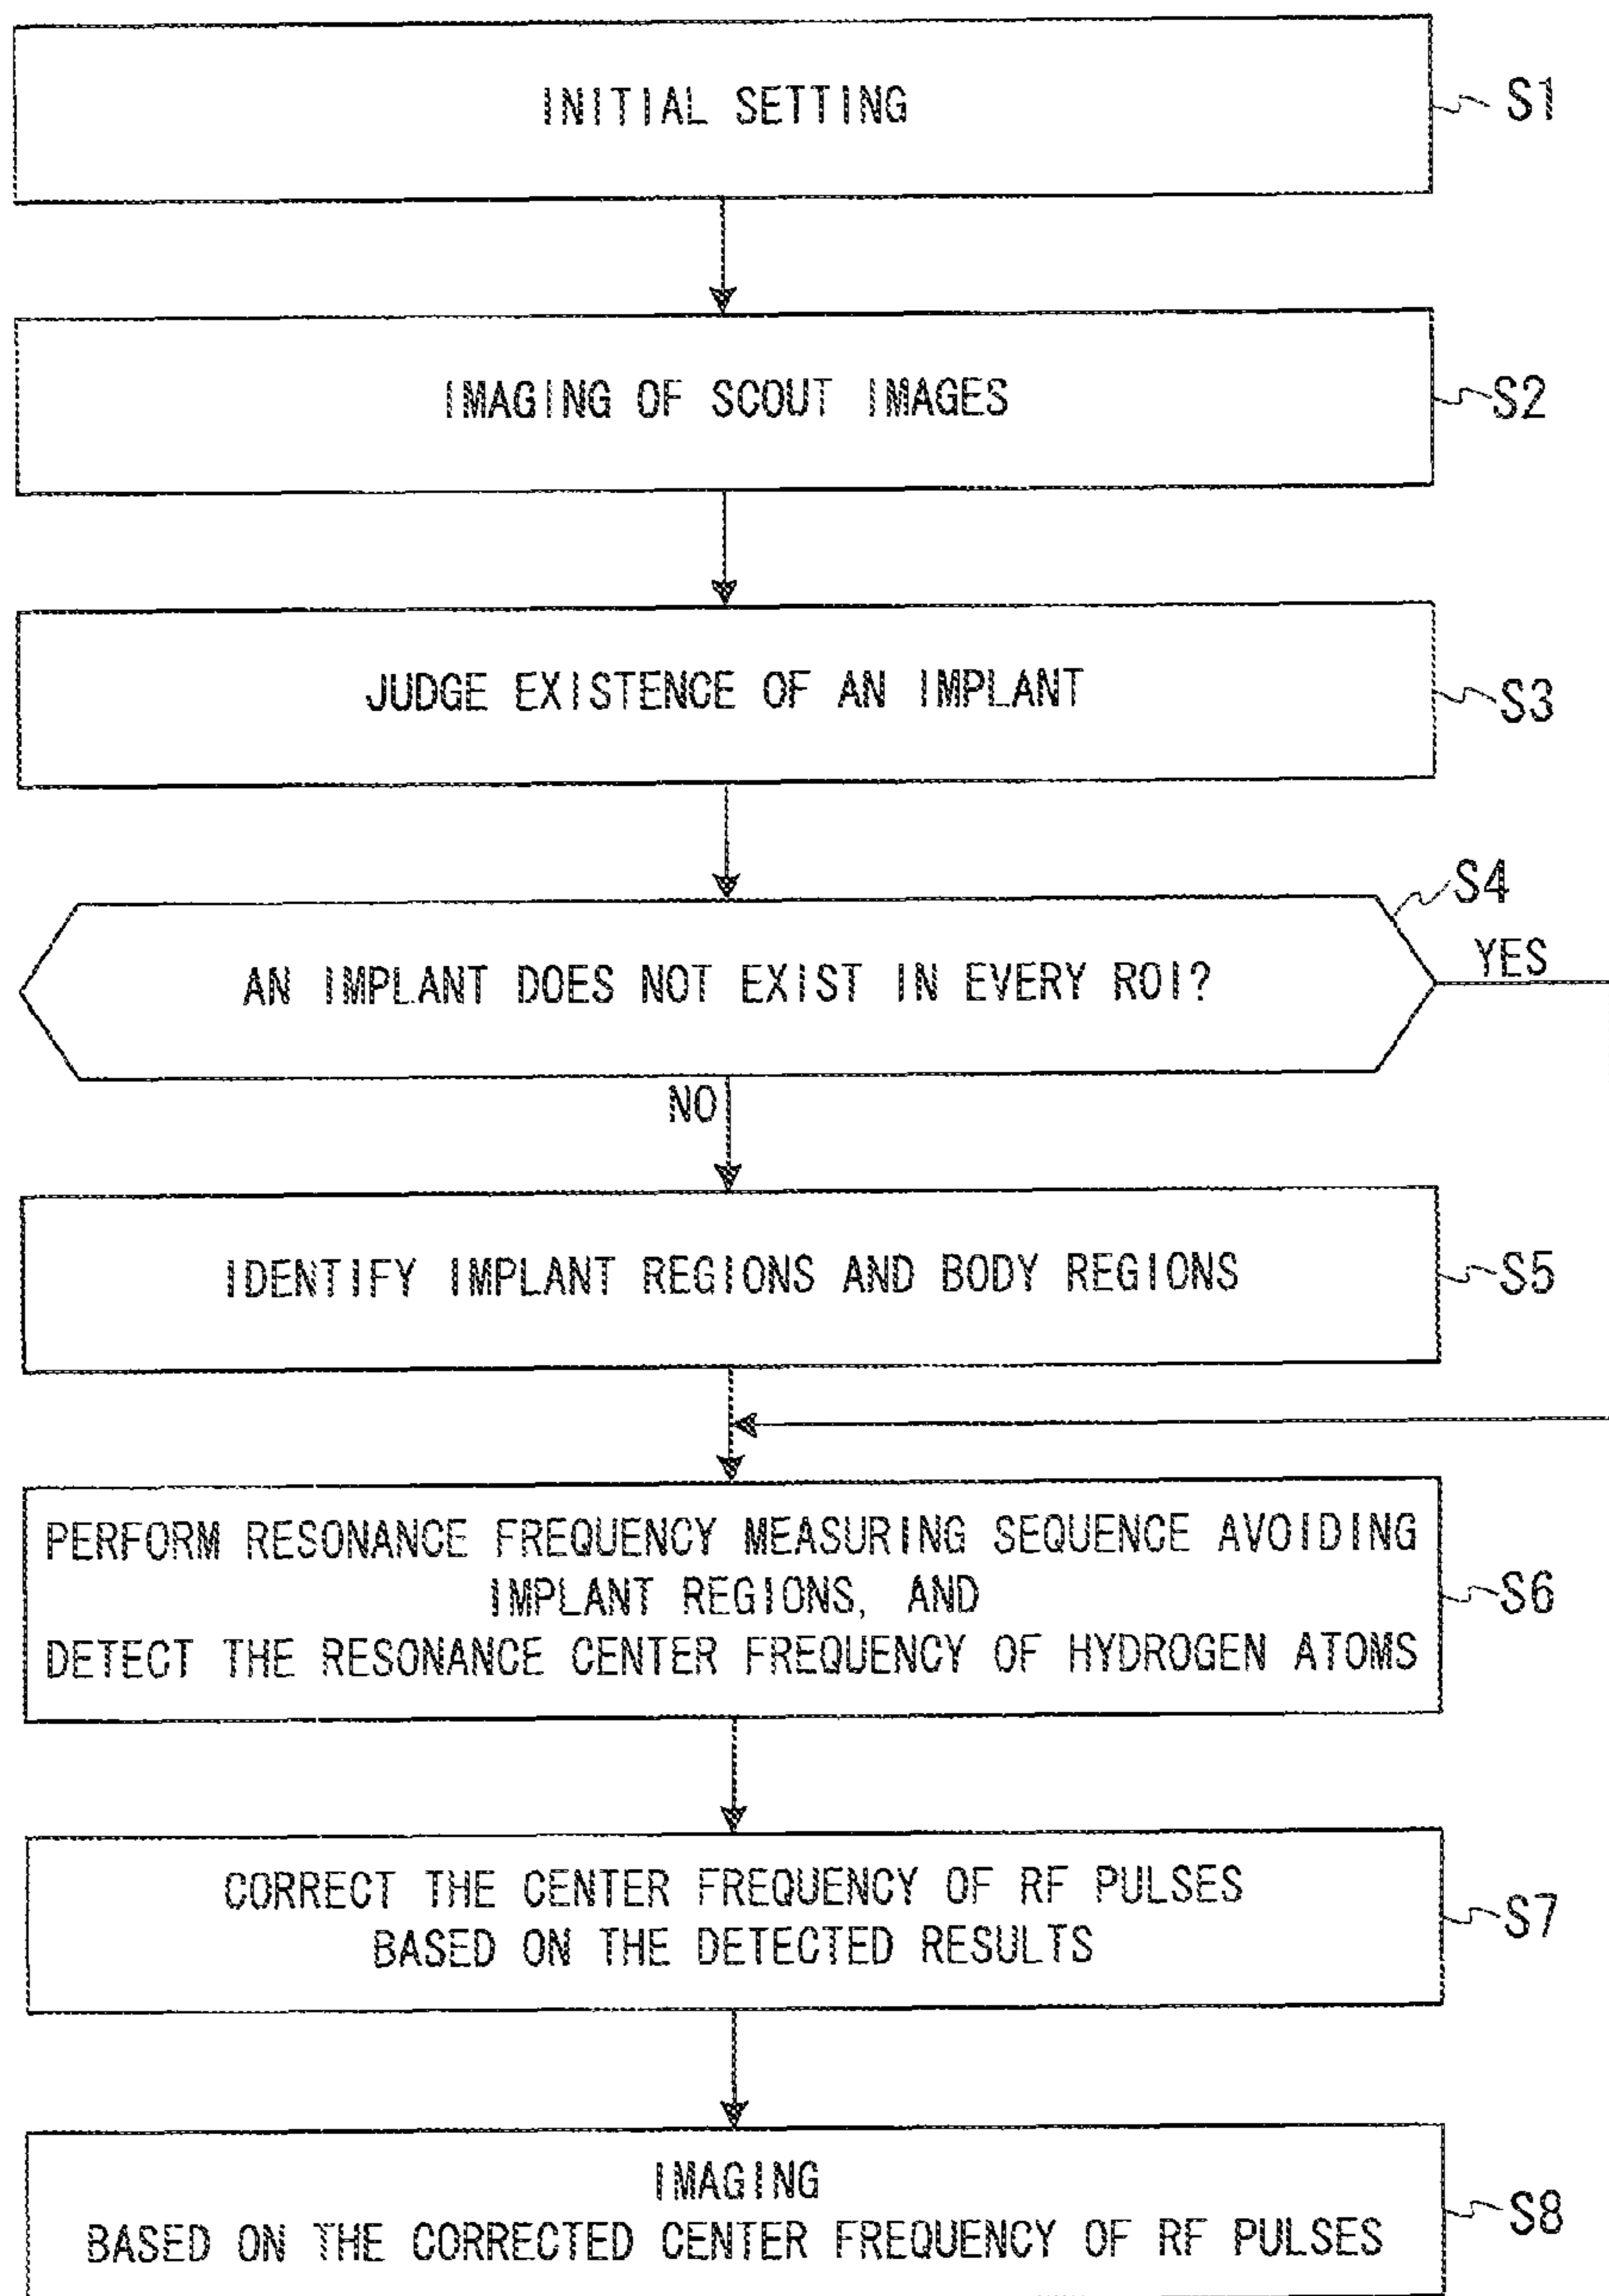 INITIAL SETTING
S1
IMAGING OF SCOUT IMAGES
S2
JUDGE EXISTENCE OF AN IMPLANT
S3
S4
AN IMPLANT DOES NOT EXIST IN EVERY ROI?
YES
NO
IDENTIFY IMPLANT REGIONS AND BODY REGIONS
S5
PERFORM RESONANCE FREQUENCY MEASURING SEQUENCE AVOIDING
IMPLANT REGIONS, AND
DETECT THE RESONANCE CENTER FREQUENCY OF HYDROGEN ATOMS
S6
CORRECT THE CENTER FREQUENCY OF RF PULSES
BASED ON THE DETECTED RESULTS
S7
IMAGING
BASED ON THE CORRECTED CENTER FREQUENCY OF RF PULSES
S8